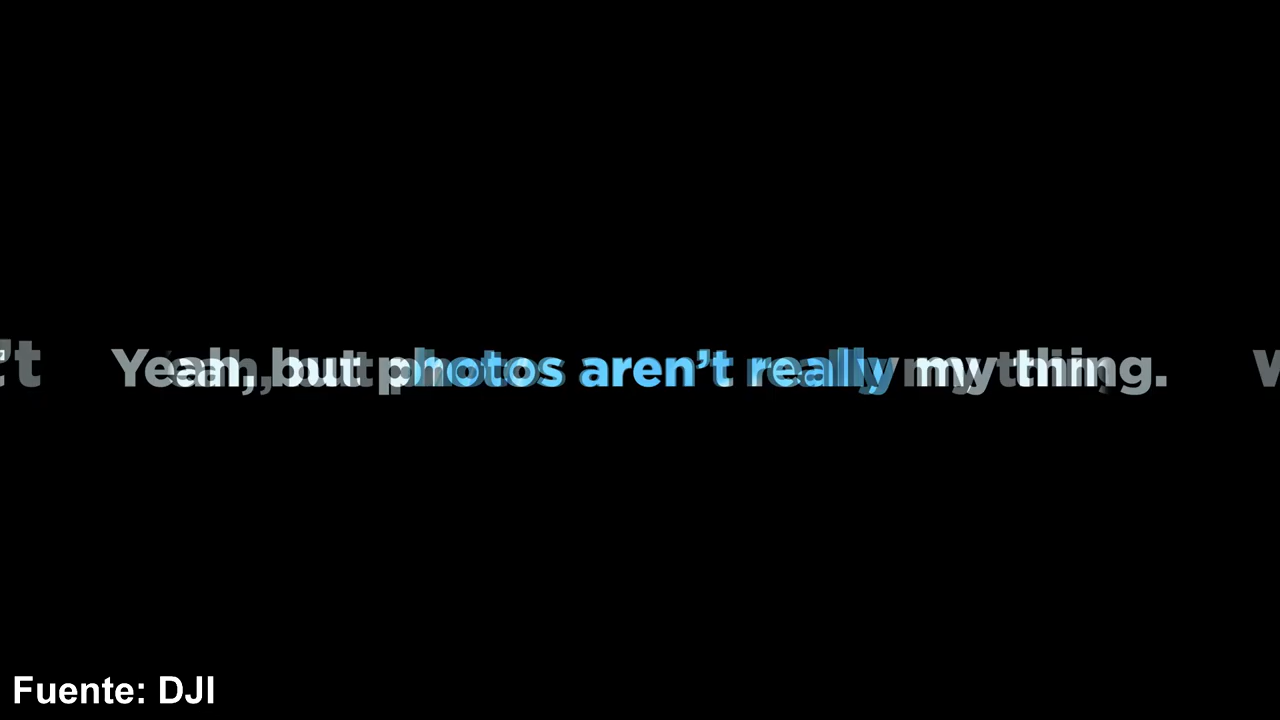 ’t Yeah, but photos aren’t really my thing. W
Fuente: DJI